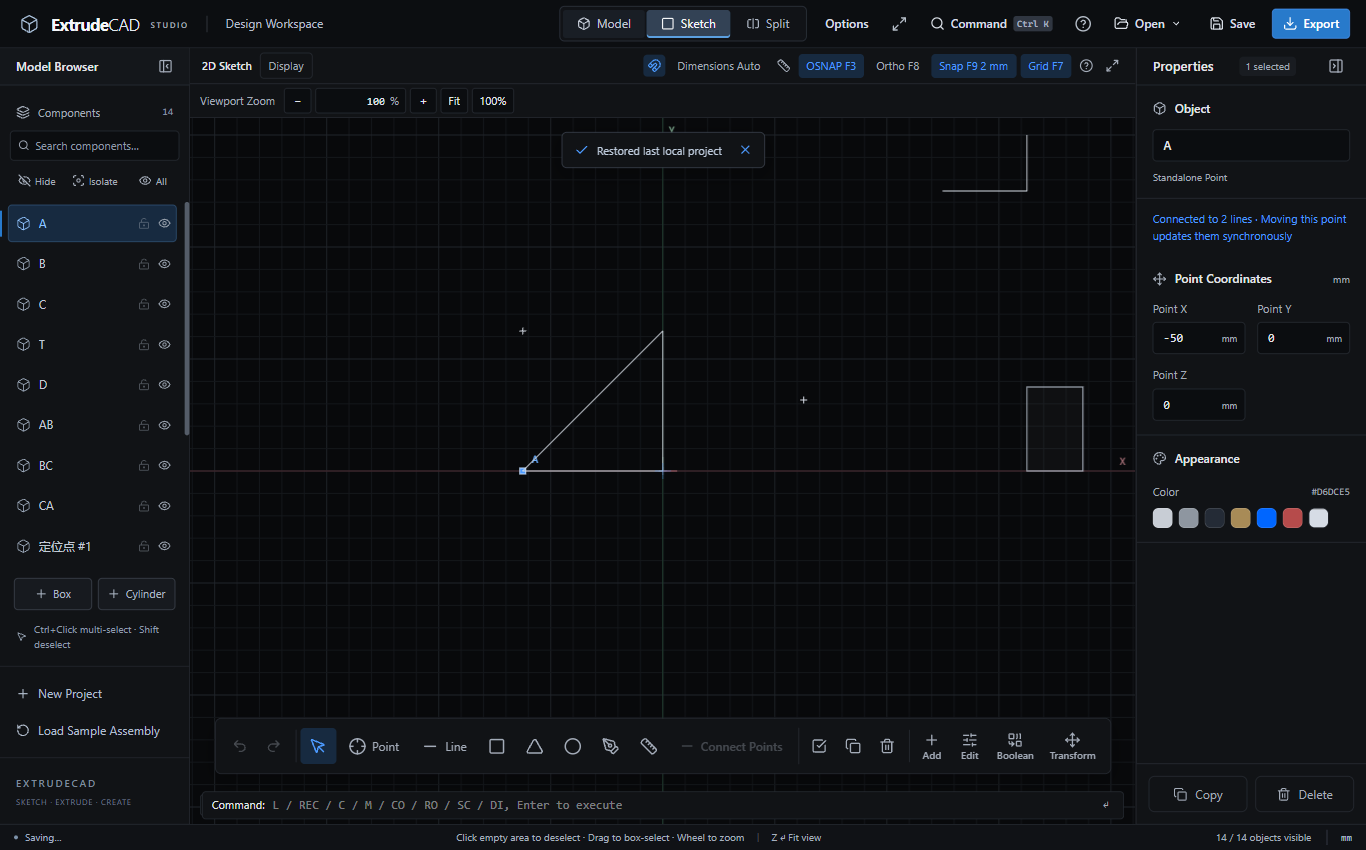 ExtrudeCAD STUDIO
Design Workspace
Model
Sketch
Split
Options
Command Ctrl K
Open
Save
Export
Model Browser
Components 14
Search components...
Hide
Isolate
All
A
B
C
T
D
AB
BC
CA
定位点 #1
+ Box
+ Cylinder
Ctrl+Click multi-select · Shift
deselect
+ New Project
Load Sample Assembly
EXTRUDECAD
SKETCH · EXTRUDE · CREATE
2D Sketch
Display
Dimensions Auto
OSNAP F3
Ortho F8
Snap F9 2 mm
Grid F7
Viewport Zoom
−
100 %
+
Fit
100%
Y
Restored last local project
A
X
Point
Line
Connect Points
Add
Edit
Boolean
Transform
Command: L / REC / C / M / CO / RO / SC / DI, Enter to execute
Properties
1 selected
Object
A
Standalone Point
Connected to 2 lines · Moving this point
updates them synchronously
Point Coordinates mm
Point X
Point Y
-50 mm
0 mm
Point Z
0 mm
Appearance
Color #D6DCE5
Copy
Delete
Saving...
Click empty area to deselect · Drag to box-select · Wheel to zoom
Z ↵ Fit view
14 / 14 objects visible
mm